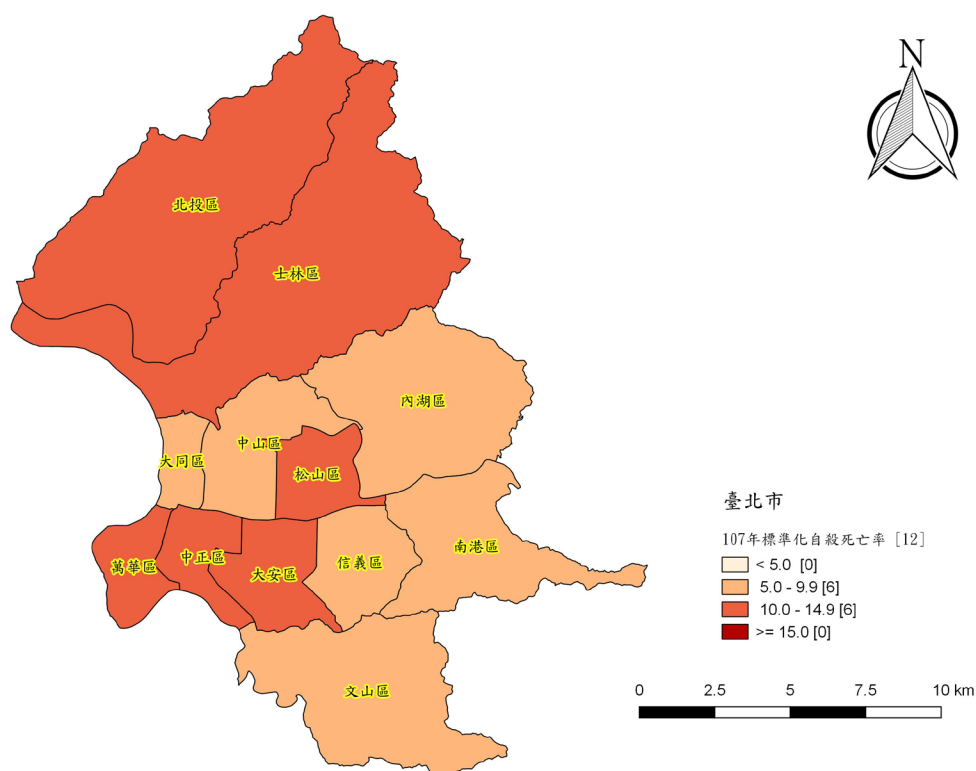 N
北投區
士林區
內湖區
中山區
大同區
松山區
萬華區
中正區
大安區
信義區
南港區
文山區
臺北市
107年標準化自殺死亡率 [12]
< 5.0 [0]
5.0 - 9.9 [6]
10.0 - 14.9 [6]
>= 15.0 [0]
0 2.5 5 7.5 10 km